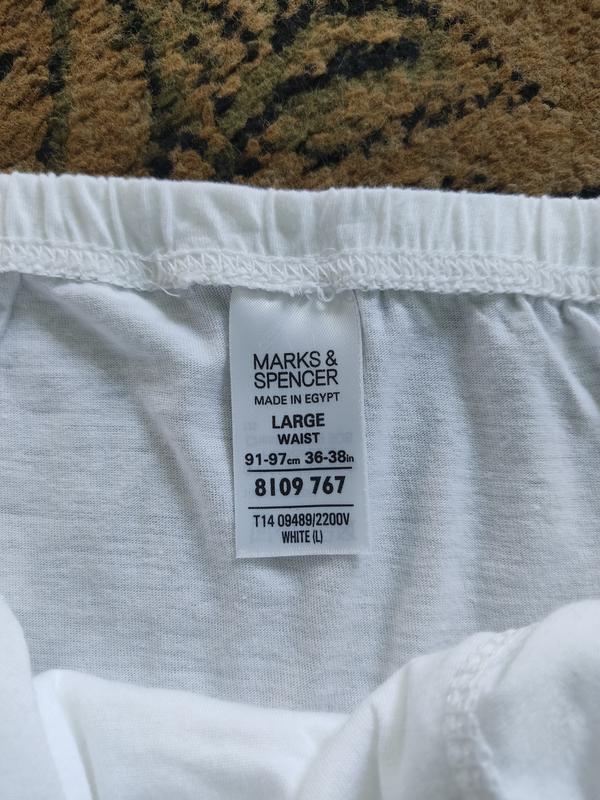 MARKS &
SPENCER
MADE IN EGYPT
LARGE
WAIST
91-97cm 36-38in
8109 767
T14 09489/2200V
WHITE (L)